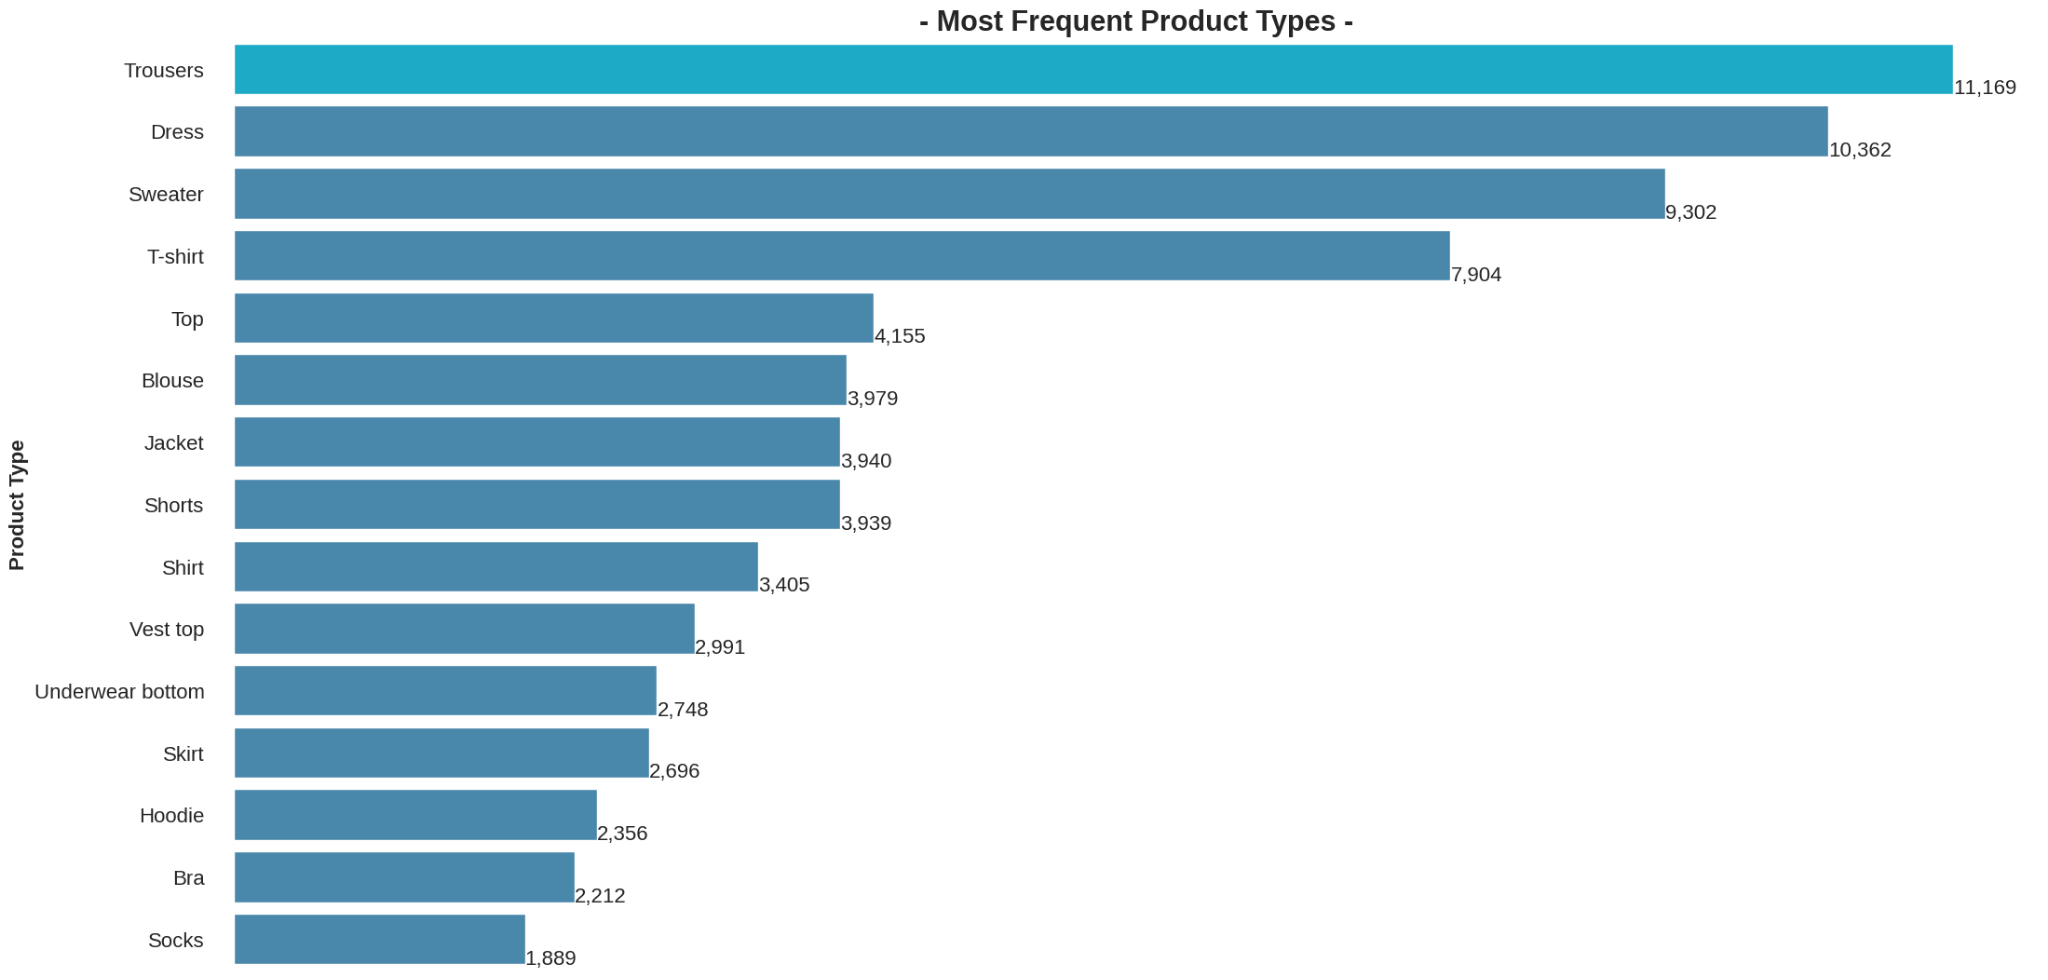 - Most Frequent Product Types -
Product Type
Trousers 11,169
Dress 10,362
Sweater 9,302
T-shirt 7,904
Top 4,155
Blouse 3,979
Jacket 3,940
Shorts 3,939
Shirt 3,405
Vest top 2,991
Underwear bottom 2,748
Skirt 2,696
Hoodie 2,356
Bra 2,212
Socks 1,889